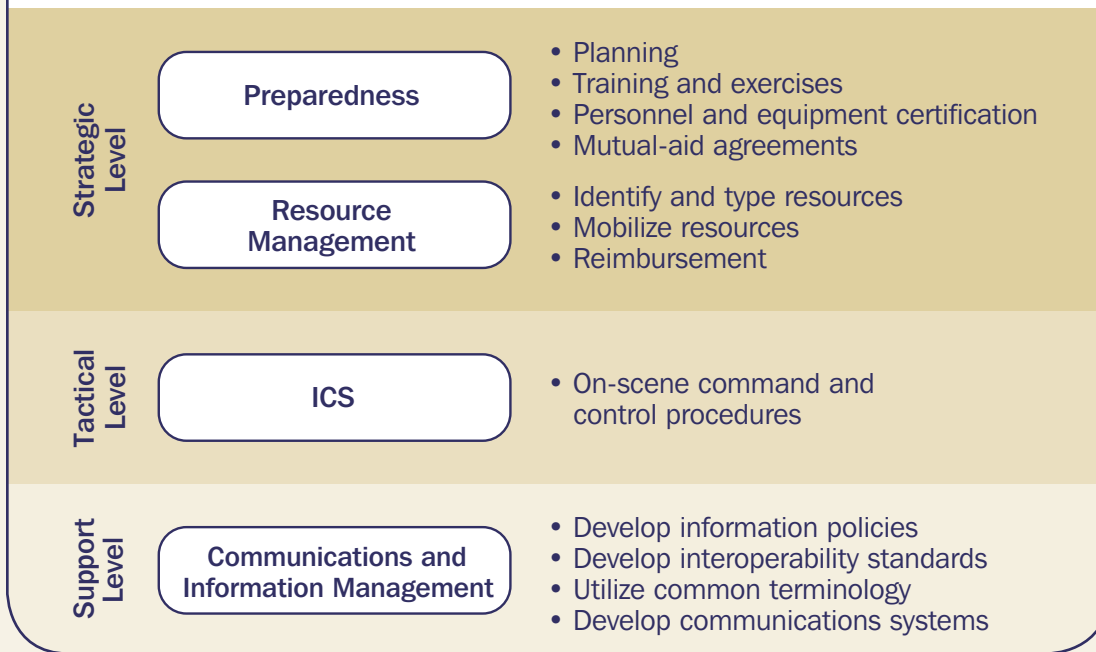 Strategic
Level
Preparedness
• Planning
• Training and exercises
• Personnel and equipment certification
• Mutual-aid agreements
Resource
Management
• Identify and type resources
• Mobilize resources
• Reimbursement
Tactical
Level
ICS
• On-scene command and
control procedures
Support
Level
Communications and
Information Management
• Develop information policies
• Develop interoperability standards
• Utilize common terminology
• Develop communications systems